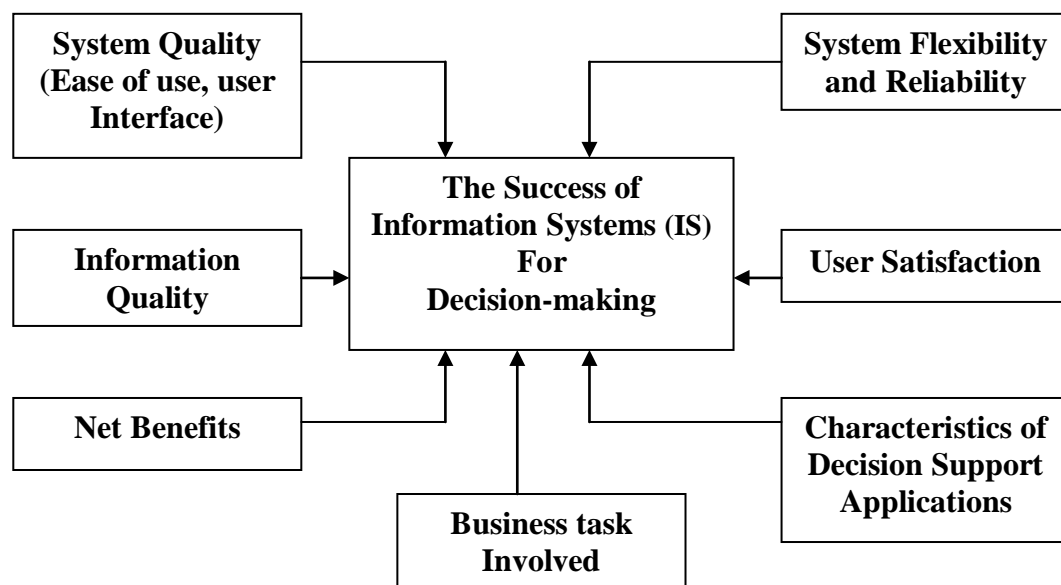 System Quality
(Ease of use, user
Interface)
System Flexibility
and Reliability
The Success of
Information Systems (IS)
For
Decision-making
Information
Quality
User Satisfaction
Net Benefits
Characteristics of
Decision Support
Applications
Business task
Involved